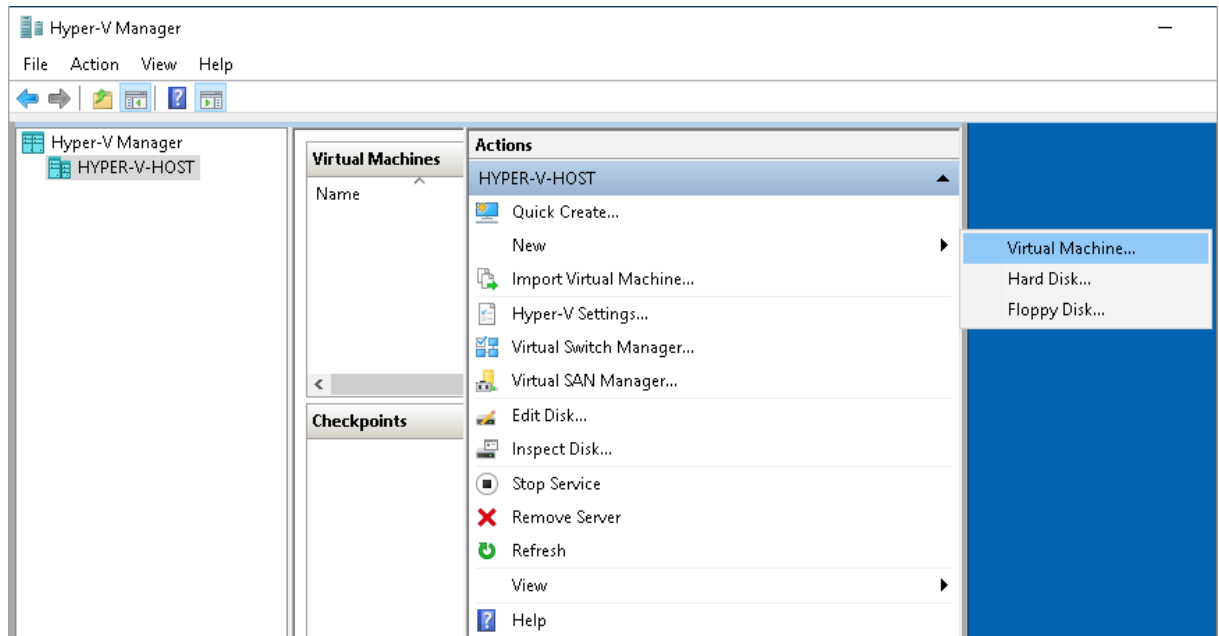 Hyper-V Manager
File Action View Help
Hyper-V Manager
HYPER-V-HOST
Virtual Machines
Name
Checkpoints
Actions
HYPER-V-HOST
Quick Create...
New
Import Virtual Machine...
Hyper-V Settings...
Virtual Switch Manager...
Virtual SAN Manager...
Edit Disk...
Inspect Disk...
Stop Service
Remove Server
Refresh
View
Help
Virtual Machine...
Hard Disk...
Floppy Disk...